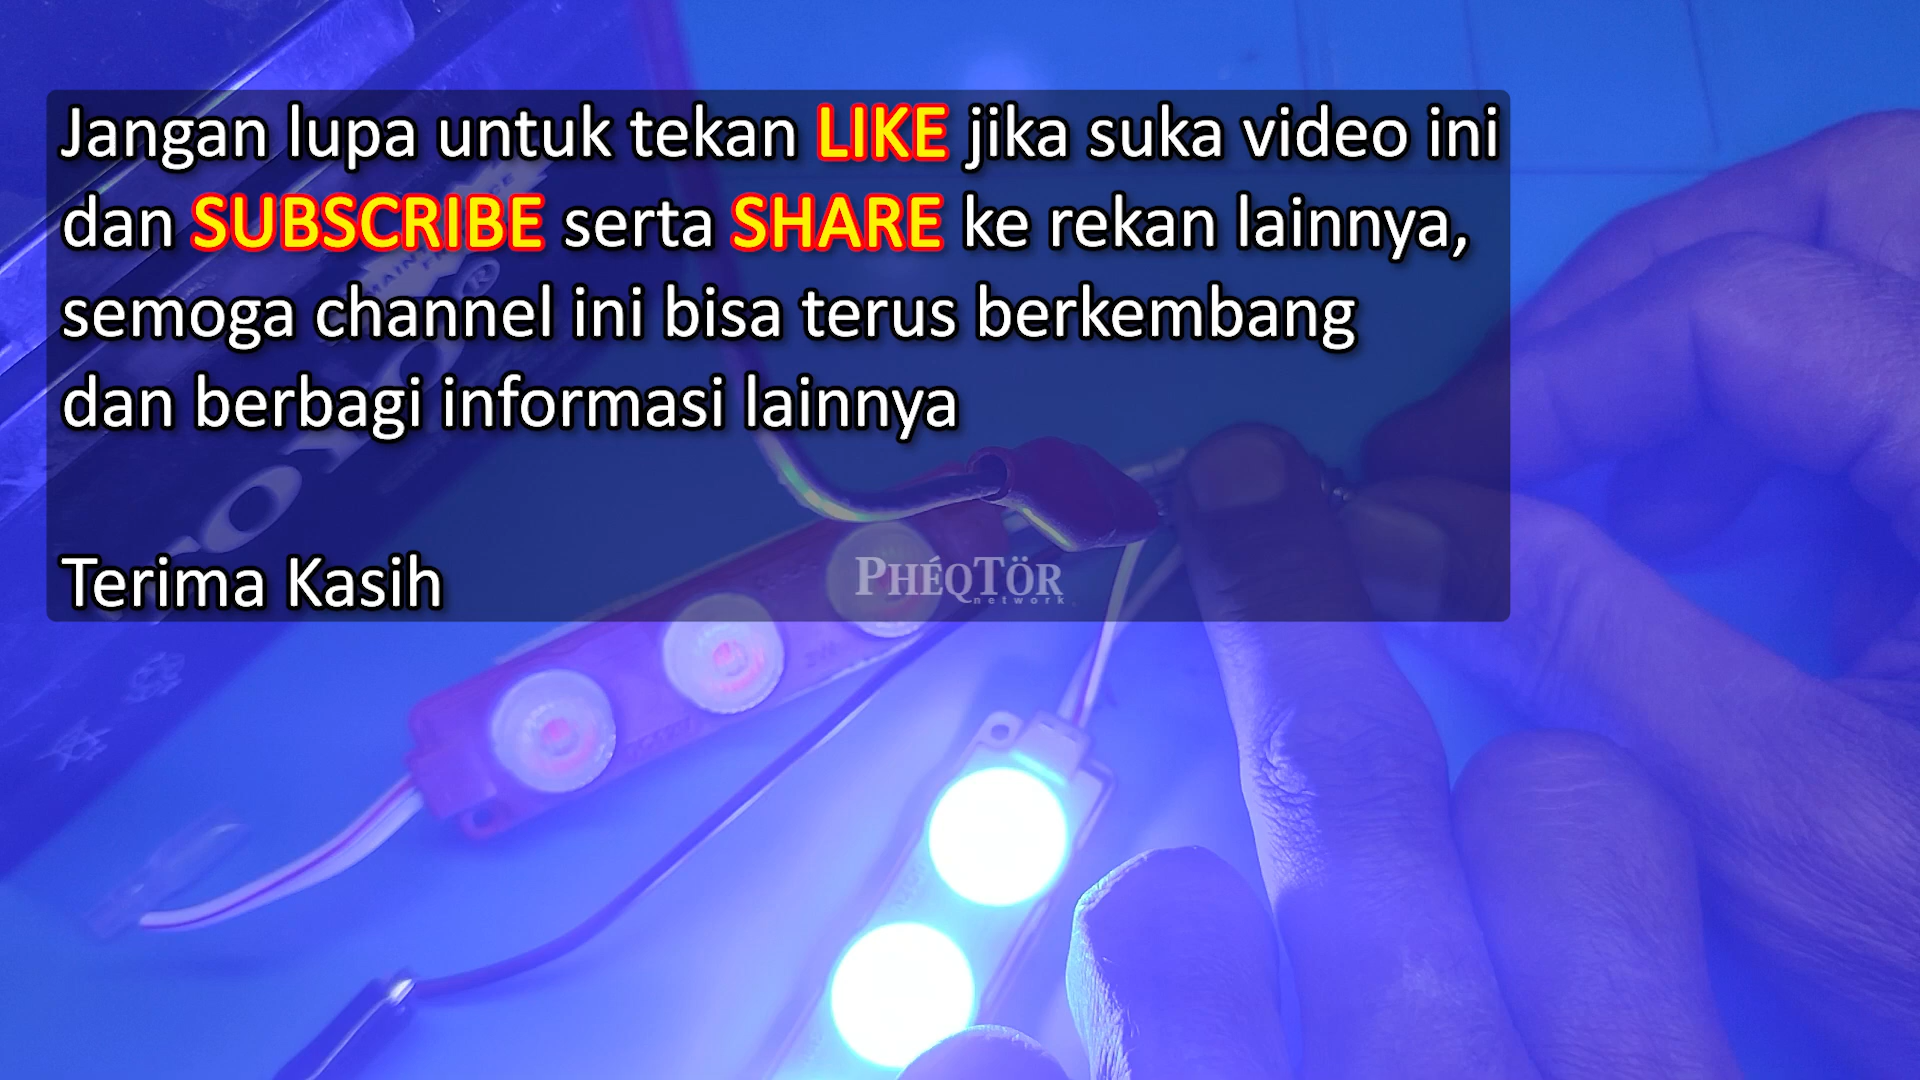 Jangan lupa untuk tekan LIKE jika suka video ini
dan SUBSCRIBE serta SHARE ke rekan lainnya,
semoga channel ini bisa terus berkembang
dan berbagi informasi lainnya
Terima Kasih
PHÉQTÖR
network